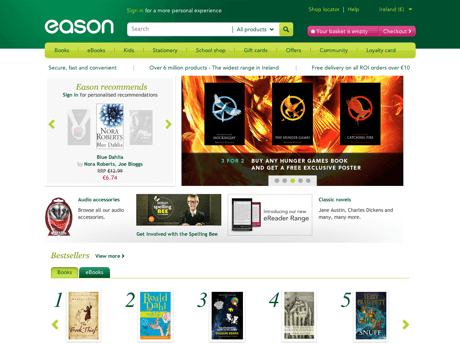 Sign in for a more personal experience
Shop locator | Help
Ireland (€)
eason
Search
All products
Your basket is empty
Checkout
Books
eBooks
Kids
Stationery
School shop
Gift cards
Offers
Community
Loyalty card
Secure, fast and convenient
Over 6 million products - The widest range in Ireland
Free delivery on all ROI orders over €10
Eason recommends
Sign in for personalised recommendations
NORA
ROBERTS
Blue Dahlia
Blue Dahlia
by Nora Roberts, Joe Bloggs
RRP €12.99
€6.74
MOCKINGJAY
THE HUNGER GAMES
CATCHING FIRE
3 FOR 2 BUY ANY HUNGER GAMES BOOK
AND GET A FREE EXCLUSIVE POSTER
Audio accessories
Browse all our audio
accessories.
spelling
BEE
Get involved with the Spelling Bee
Introducing our new
eReader Range
Classic novels
Jane Austin, Charles Dickens and
many, many more.
Bestsellers
View more
Books
eBooks
1
2
3
4
5
Book Thief
Roald
Dahl
TERRY
PRATCHETT
SNUFF